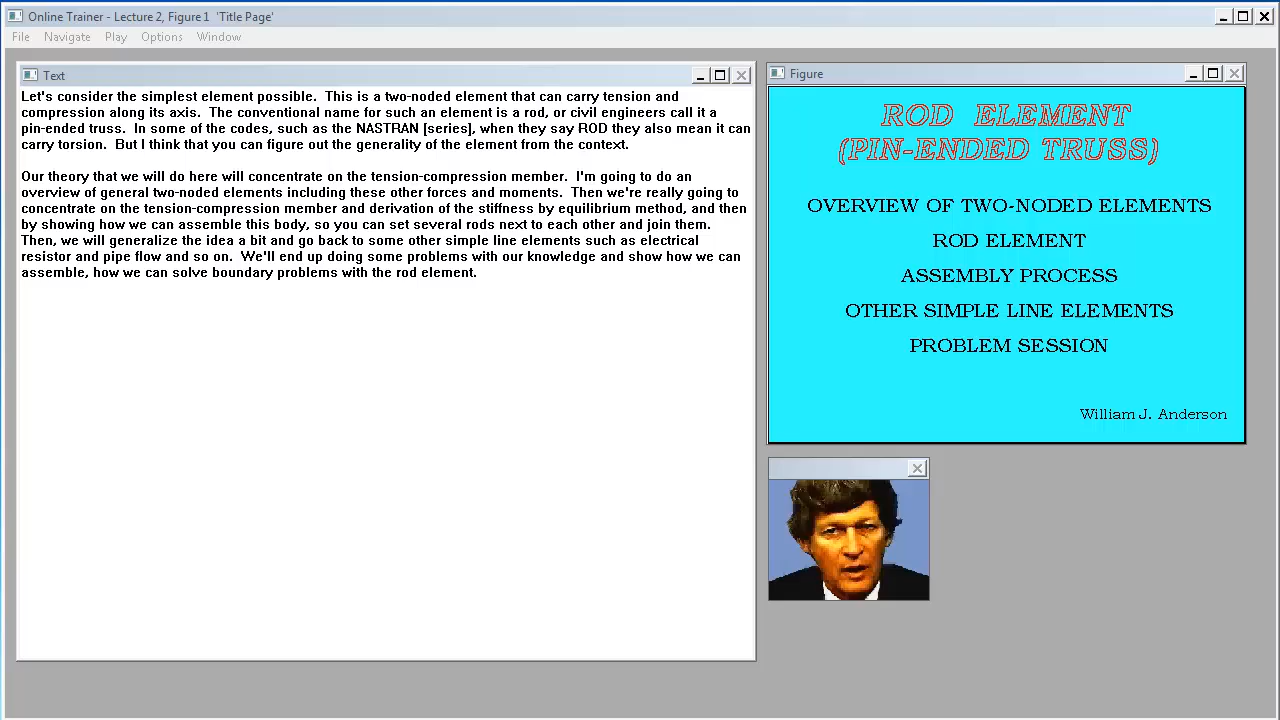 Online Trainer - Lecture 2, Figure 1 'Title Page'
File Navigate Play Options Window
Text
Let's consider the simplest element possible. This is a two-noded element that can carry tension and
compression along its axis. The conventional name for such an element is a rod, or civil engineers call it a
pin-ended truss. In some of the codes, such as the NASTRAN [series], when they say ROD they also mean it can
carry torsion. But I think that you can figure out the generality of the element from the context.
Our theory that we will do here will concentrate on the tension-compression member. I'm going to do an
overview of general two-noded elements including these other forces and moments. Then we're really going to
concentrate on the tension-compression member and derivation of the stiffness by equilibrium method, and then
by showing how we can assemble this body, so you can set several rods next to each other and join them.
Then, we will generalize the idea a bit and go back to some other simple line elements such as electrical
resistor and pipe flow and so on. We'll end up doing some problems with our knowledge and show how we can
assemble, how we can solve boundary problems with the rod element.
Figure
ROD ELEMENT
(PIN-ENDED TRUSS)
OVERVIEW OF TWO-NODED ELEMENTS
ROD ELEMENT
ASSEMBLY PROCESS
OTHER SIMPLE LINE ELEMENTS
PROBLEM SESSION
William J. Anderson